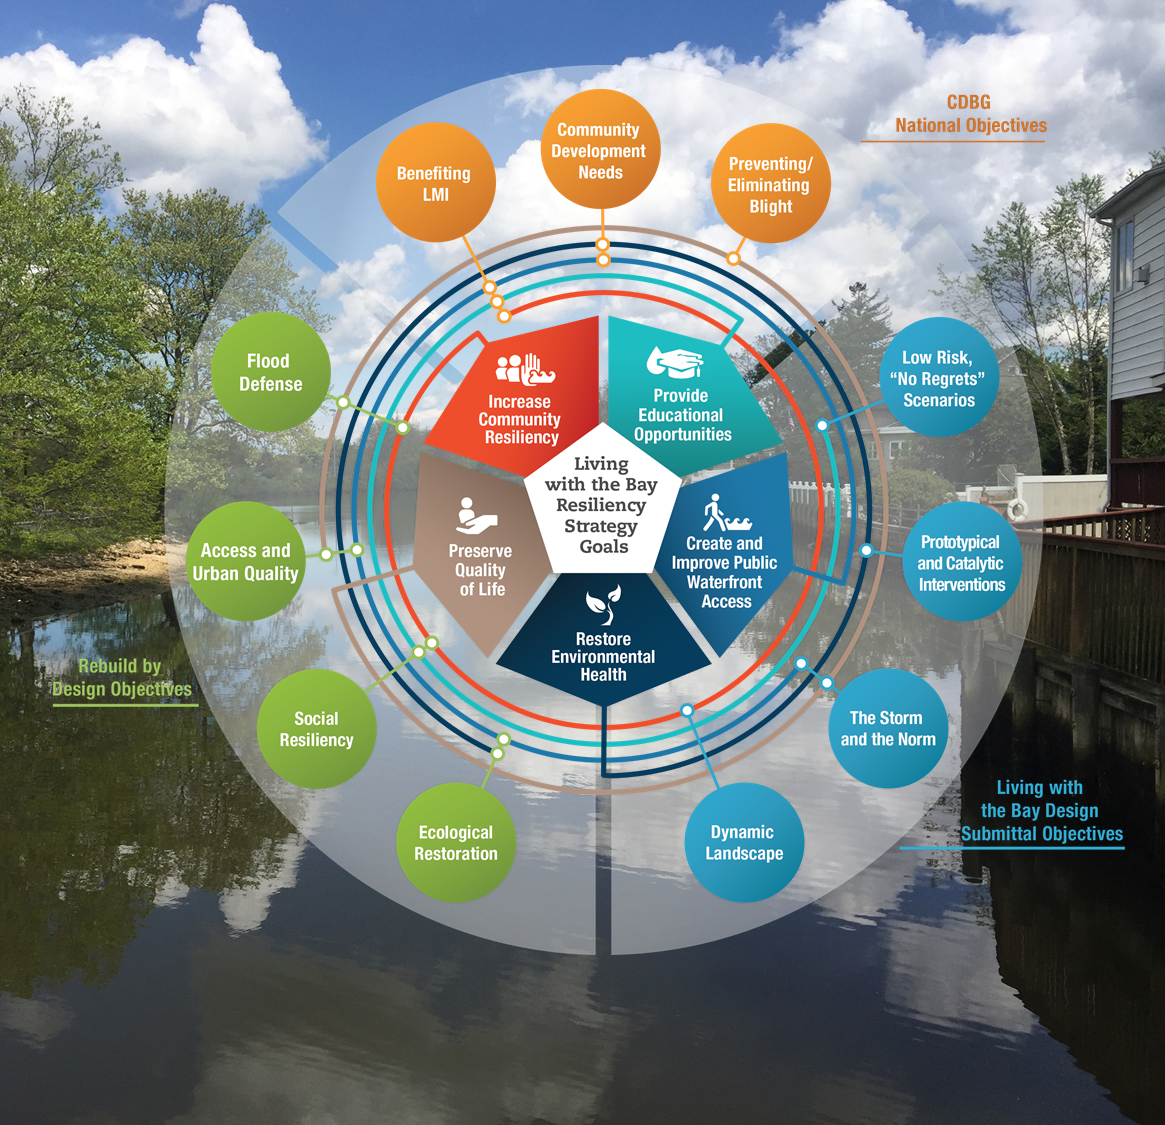 CDBG
National Objectives
Community
Development
Needs
Benefiting
LMI
Preventing/
Eliminating
Blight
Flood
Defense
Low Risk,
“No Regrets”
Scenarios
Increase
Community
Resiliency
Provide
Educational
Opportunities
Living
with the Bay
Resiliency
Strategy
Goals
Access and
Urban Quality
Preserve
Quality
of Life
Create and
Improve Public
Waterfront
Access
Prototypical
and Catalytic
Interventions
Restore
Environmental
Health
Rebuild by
Design Objectives
Social
Resiliency
The Storm
and the Norm
Ecological
Restoration
Dynamic
Landscape
Living with
the Bay Design
Submittal Objectives